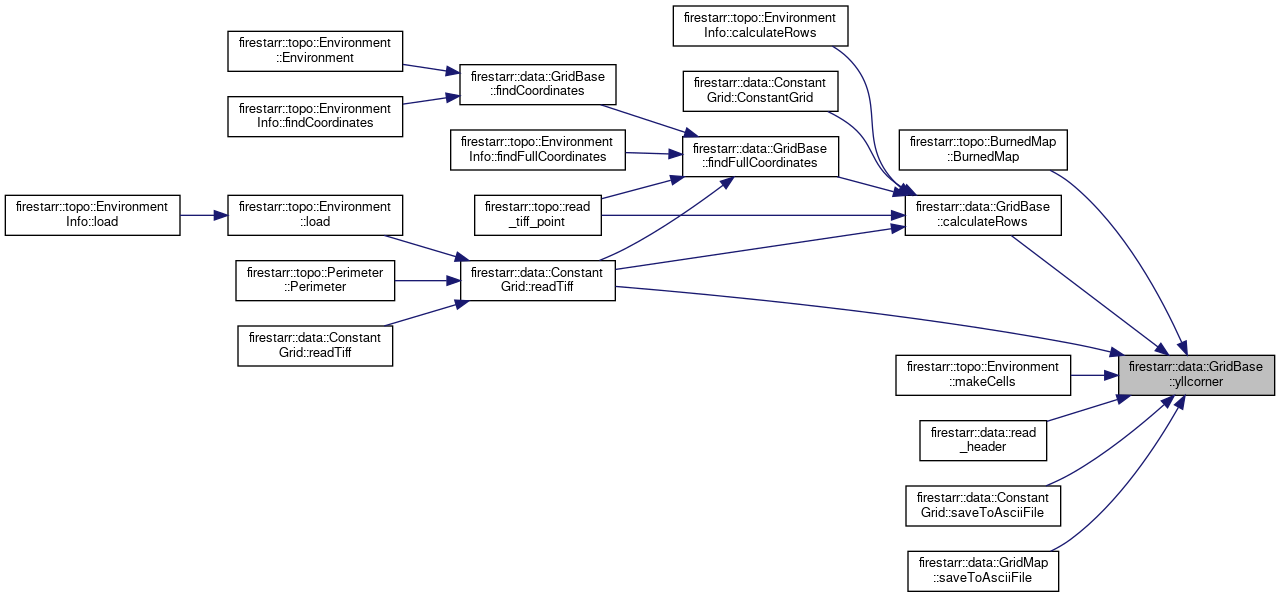 firestarr::topo::Environment
Info::calculateRows
firestarr::topo::Environment
::Environment
firestarr::data::GridBase
::findCoordinates
firestarr::data::Constant
Grid::ConstantGrid
firestarr::topo::Environment
Info::findCoordinates
firestarr::topo::Environment
Info::findFullCoordinates
firestarr::data::GridBase
::findFullCoordinates
firestarr::topo::BurnedMap
::BurnedMap
firestarr::topo::Environment
Info::load
firestarr::topo::Environment
::load
firestarr::topo::read
_tiff_point
firestarr::data::GridBase
::calculateRows
firestarr::topo::Perimeter
::Perimeter
firestarr::data::Constant
Grid::readTiff
firestarr::data::Constant
Grid::readTiff
firestarr::topo::Environment
::makeCells
firestarr::data::GridBase
::yllcorner
firestarr::data::read
_header
firestarr::data::Constant
Grid::saveToAsciiFile
firestarr::data::GridMap
::saveToAsciiFile